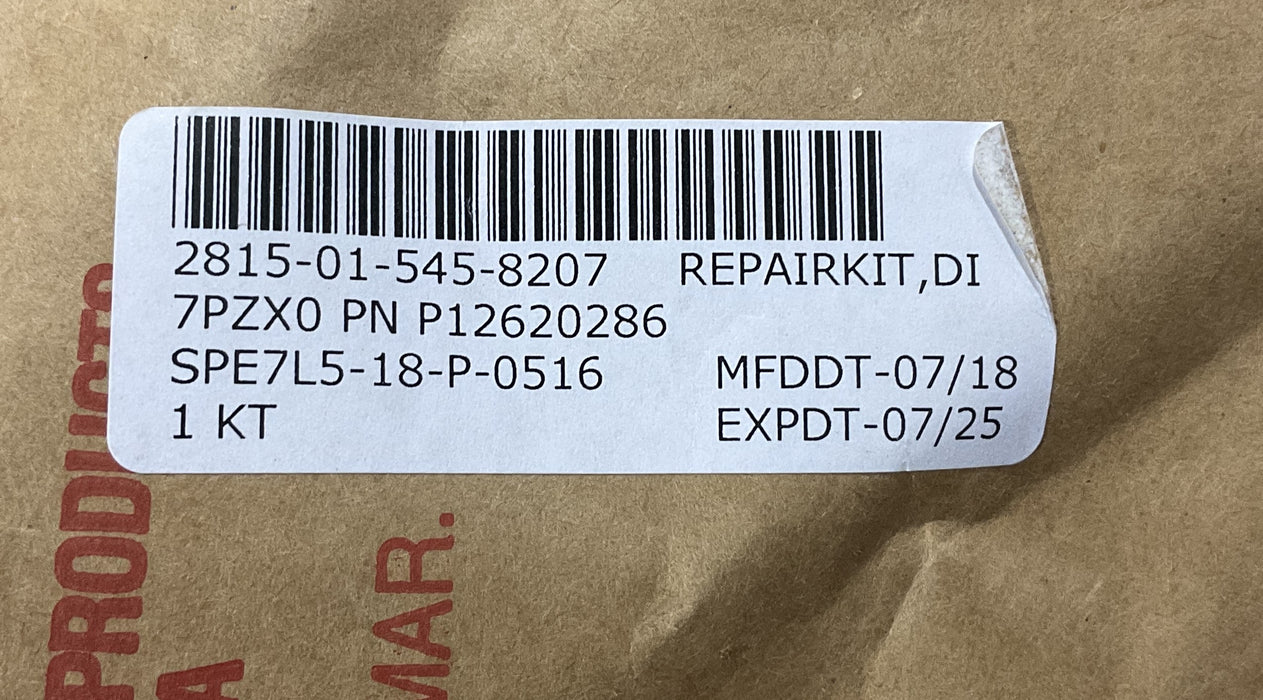 2815-01-545-8207 REPAIRKIT,DI
7PZX0 PN P12620286
SPE7L5-18-P-0516 MFDDT-07/18
1 KT EXPDT-07/25
PRODUCTS
MAR.